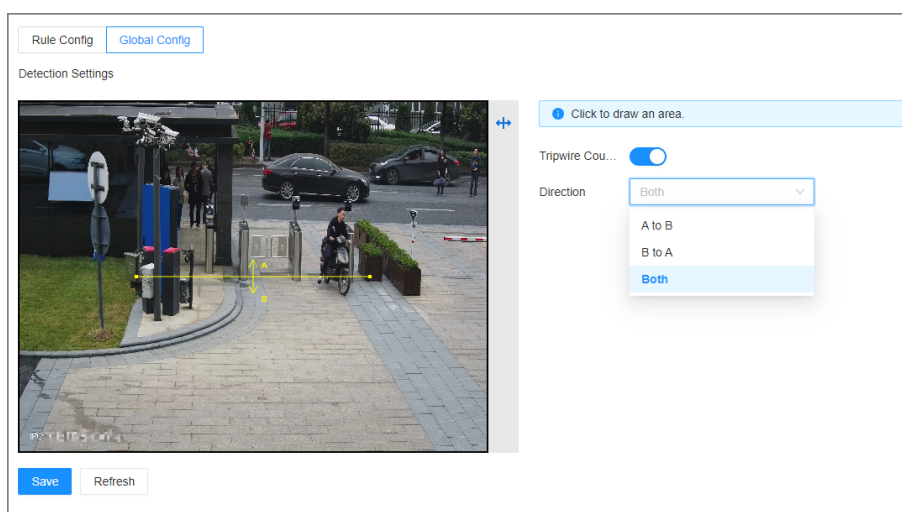 Rule Config
Global Config
Detection Settings
Click to draw an area.
Tripwire Cou...
Direction
Both
A to B
B to A
Both
A
B
Save
Refresh